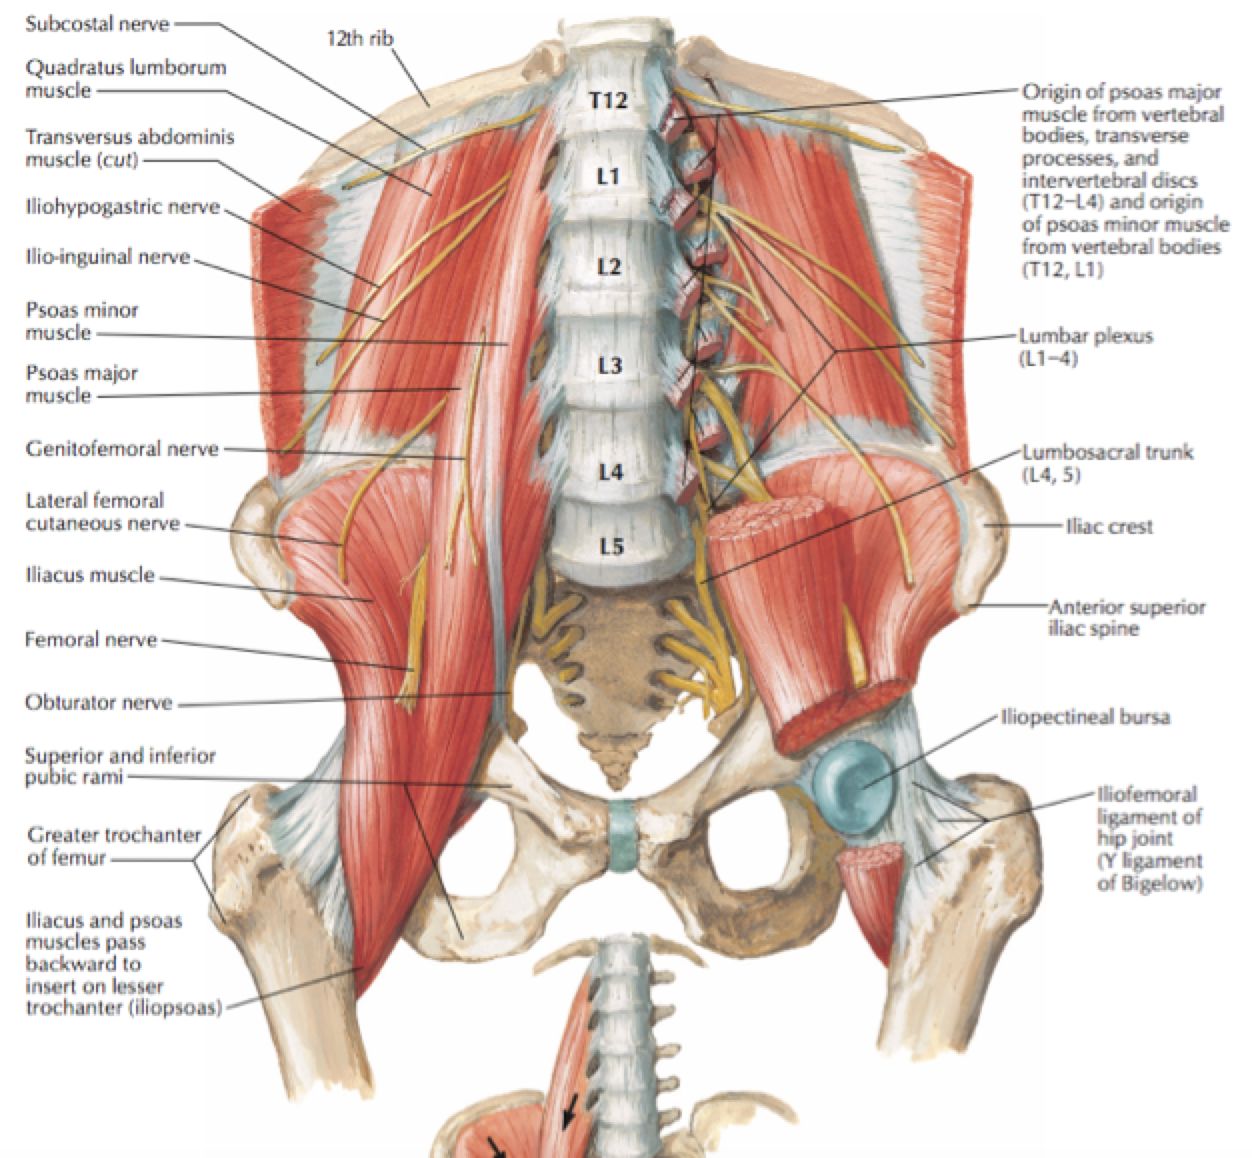 Subcostal nerve
12th rib
Quadratus lumborum
muscle
Transversus abdominis
muscle (cut)
Iliohypogastric nerve
Ilio-inguinal nerve
Psoas minor
muscle
Psoas major
muscle
Genitofemoral nerve
Lateral femoral
cutaneous nerve
Iliacus muscle
Femoral nerve
Obturator nerve
Superior and inferior
pubic rami
Greater trochanter
of femur
Iliacus and psoas
muscles pass
backward to
insert on lesser
trochanter (iliopsoas)
T12
L1
L2
L3
L4
L5
Origin of psoas major
muscle from vertebral
bodies, transverse
processes, and
intervertebral discs
(T12–L4) and origin
of psoas minor muscle
from vertebral bodies
(T12, L1)
Lumbar plexus
(L1–4)
Lumbosacral trunk
(L4, 5)
Iliac crest
Anterior superior
iliac spine
Iliopectineal bursa
Iliofemoral
ligament of
hip joint
(Y ligament
of Bigelow)